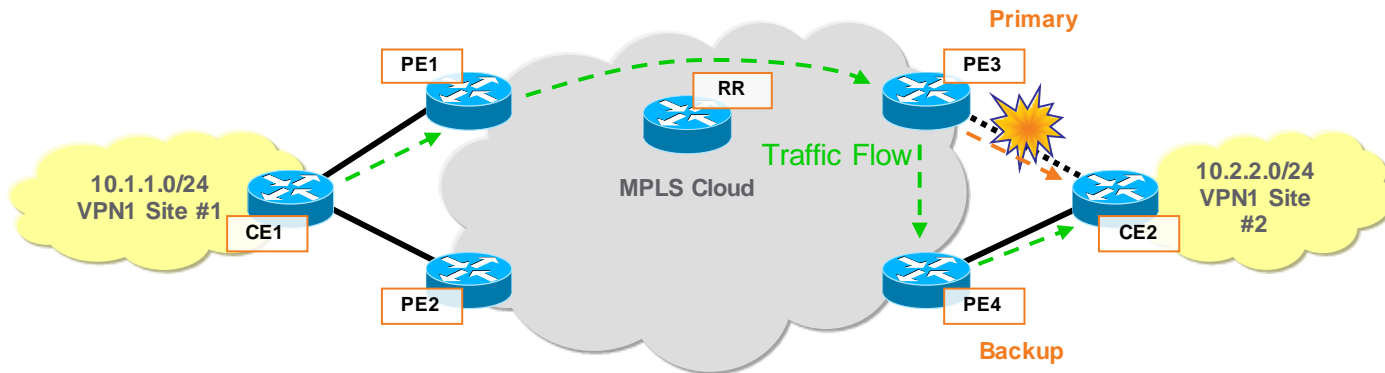 Primary
PE1
RR
PE3
Traffic Flow
10.1.1.0/24
VPN1 Site #1
MPLS Cloud
10.2.2.0/24
VPN1 Site
#2
CE1
CE2
PE2
PE4
Backup